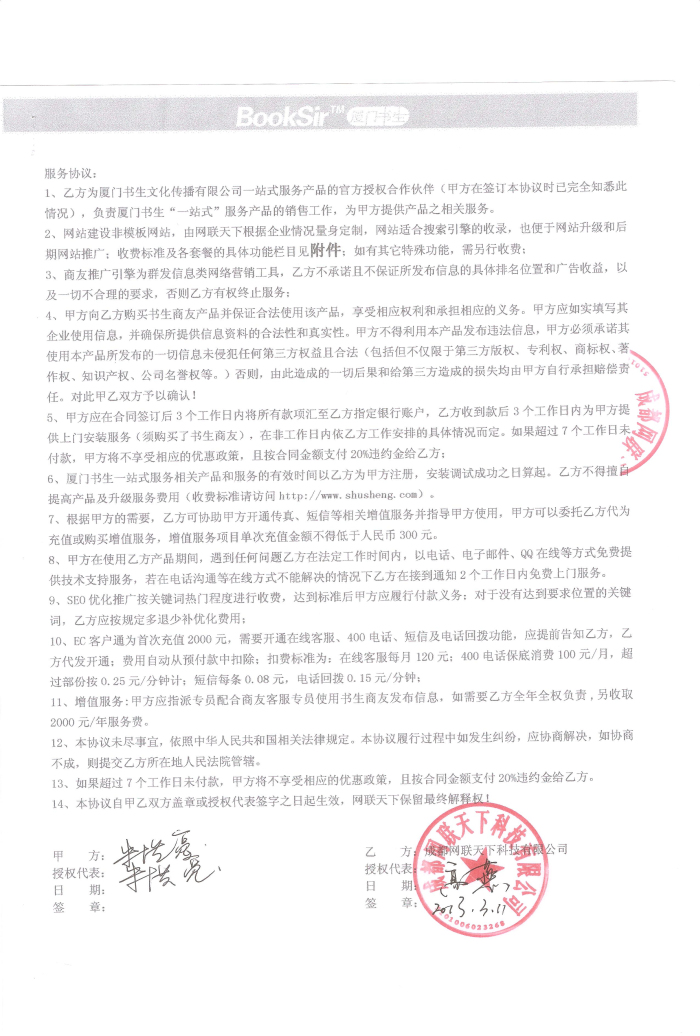 BookSir™ 厦门书生
服务协议：
1、乙方为厦门书生文化传播有限公司一站式服务产品的官方授权合作伙伴（甲方在签订本协议时已完全知悉此
情况），负责厦门书生“一站式”服务产品的销售工作，为甲方提供产品之相关服务。
2、网站建设非模板网站，由网联天下根据企业情况量身定制，网站适合搜索引擎的收录，也便于网站升级和后
期网站推广；收费标准及各套餐的具体功能栏目见附件；如有其它特殊功能，需另行收费；
3、商友推广引擎为群发信息类网络营销工具，乙方不承诺且不保证所发布信息的具体排名位置和广告收益，以
及一切不合理的要求，否则乙方有权终止服务；
4、甲方向乙方购买书生商友产品并保证合法使用该产品，享受相应权利和承担相应的义务。甲方应如实填写其
企业使用信息，并确保所提供信息资料的合法性和真实性。甲方不得利用本产品发布违法信息，甲方必须承诺其
使用本产品所发布的一切信息未侵犯任何第三方权益且合法（包括但不仅限于第三方版权、专利权、商标权、著
作权、知识产权、公司名誉权等。）否则，由此造成的一切后果和给第三方造成的损失均由甲方自行承担赔偿责
任。对此甲乙双方予以确认！
5、甲方应在合同签订后 3 个工作日内将所有款项汇至乙方指定银行账户，乙方收到款后 3 个工作日内为甲方提
供上门安装服务（须购买了书生商友），在非工作日内依乙方工作安排的具体情况而定。如果超过 7 个工作日未
付款，甲方将不享受相应的优惠政策，且按合同金额支付 20%违约金给乙方；
6、厦门书生一站式服务相关产品和服务的有效时间以乙方为甲方注册，安装调试成功之日算起。乙方不得擅自
提高产品及升级服务费用（收费标准请访问 http://www.shusheng.com）。
7、根据甲方的需要，乙方可协助甲方开通传真、短信等相关增值服务并指导甲方使用，甲方可以委托乙方代为
充值或购买增值服务，增值服务项目单次充值金额不得低于人民币 300 元。
8、甲方在使用乙方产品期间，遇到任何问题乙方在法定工作时间内，以电话、电子邮件、QQ 在线等方式免费提
供技术支持服务，若在电话沟通等在线方式不能解决的情况下乙方在接到通知 2 个工作日内免费上门服务。
9、SEO 优化推广按关键词热门程度进行收费，达到标准后甲方应履行付款义务；对于没有达到要求位置的关键
词，乙方应按规定多退少补优化费用；
10、EC 客户通为首次充值 2000 元，需要开通在线客服、400 电话、短信及电话回拨功能，应提前告知乙方，乙
方代发开通；费用自动从预付款中扣除；扣费标准为：在线客服每月 120 元；400 电话保底消费 100 元/月，超
过部份按 0.25 元/分钟计；短信每条 0.08 元，电话回拨 0.15 元/分钟；
11、增值服务：甲方应指派专员配合商友客服专员使用书生商友发布信息，如需要乙方全年全权负责，另收取
2000 元/年服务费。
12、本协议未尽事宜，依照中华人民共和国相关法律规定。本协议履行过程中如发生纠纷，应协商解决，如协商
不成，则提交乙方所在地人民法院管辖。
13、如果超过 7 个工作日未付款，甲方将不享受相应的优惠政策，且按合同金额支付 20%违约金给乙方。
14、本协议自甲乙双方盖章或授权代表签字之日起生效，网联天下保留最终解释权！
甲 方：
授权代表：
日 期：
签 章：
乙 方：成都网联天下科技有限公司
授权代表：
日 期：
签 章：2013.3.11
成都网联天下科技有限公司
成都网联